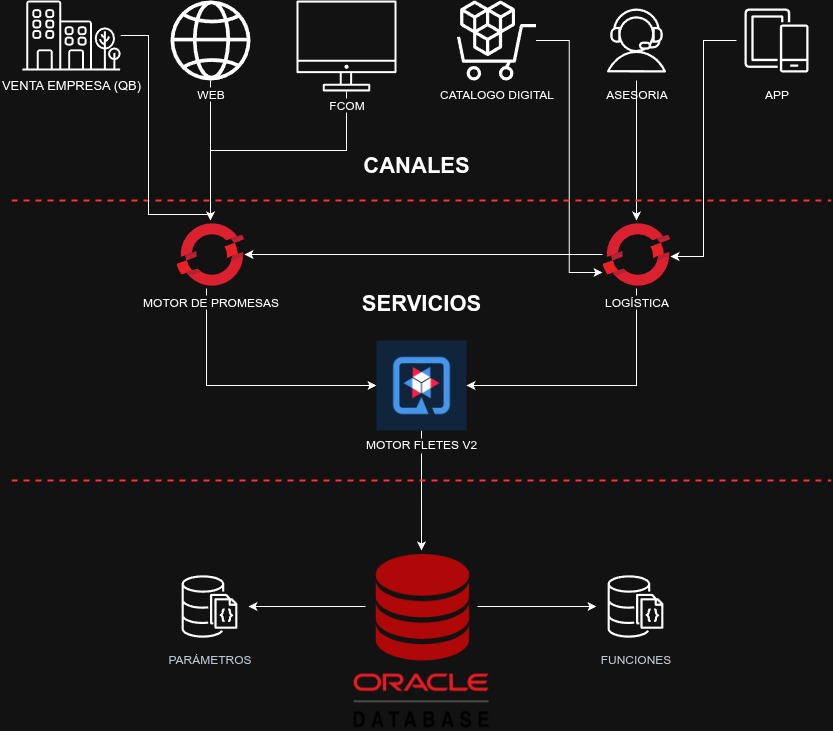 VENTA EMPRESA (QB)
WEB
FCOM
CATALOGO DIGITAL
ASESORIA
APP
CANALES
MOTOR DE PROMESAS
SERVICIOS
LOGÍSTICA
MOTOR FLETES V2
PARÁMETROS
FUNCIONES
ORACLE
DATABASE